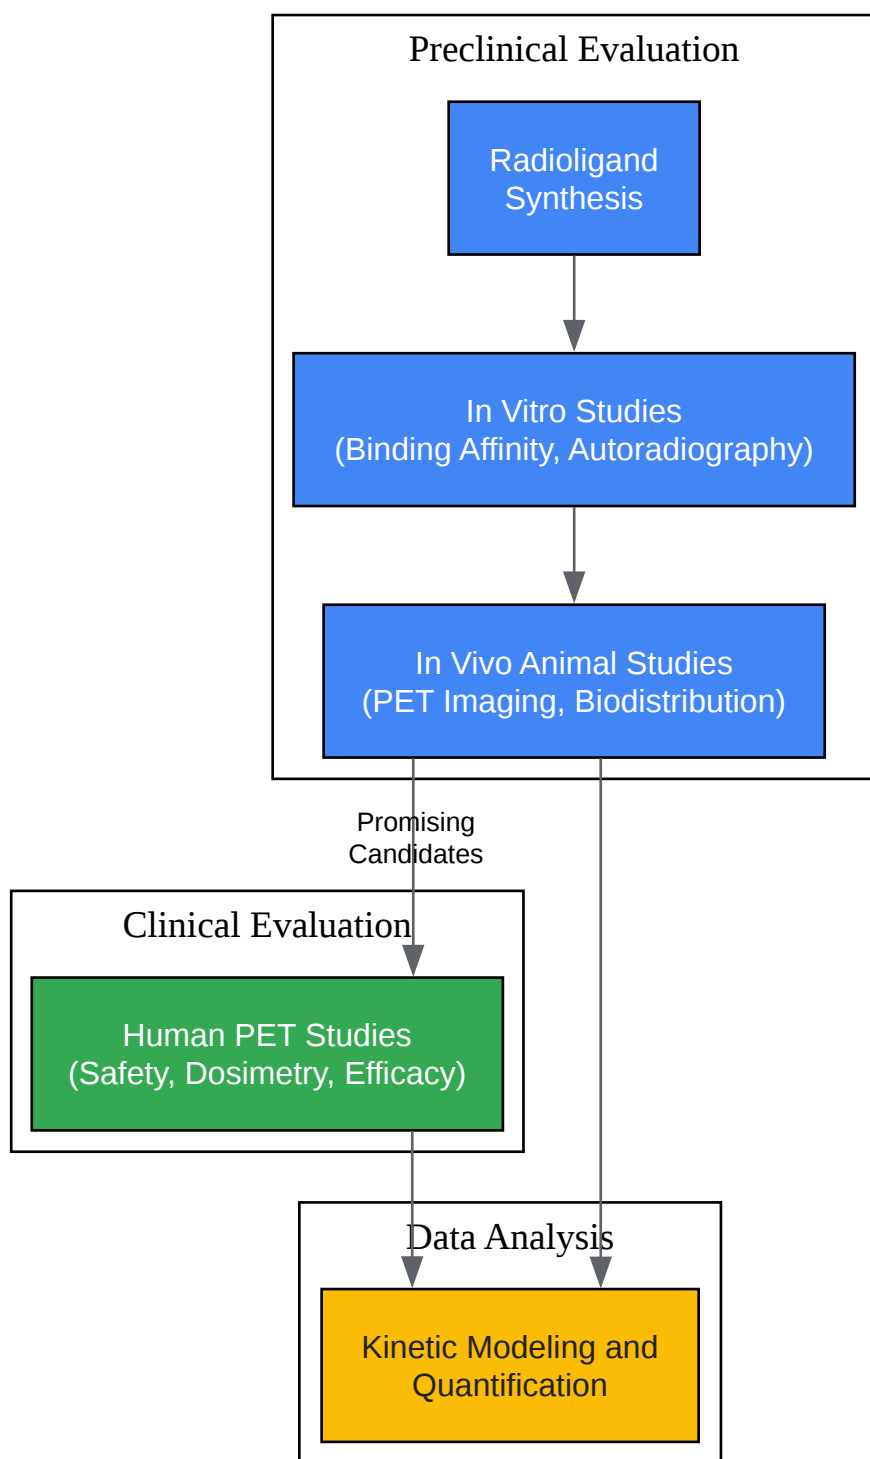 Preclinical Evaluation
Radioligand
Synthesis
In Vitro Studies
(Binding Affinity, Autoradiography)
In Vivo Animal Studies
(PET Imaging, Biodistribution)
Promising
Candidates
Clinical Evaluation
Human PET Studies
(Safety, Dosimetry, Efficacy)
Data Analysis
Kinetic Modeling and
Quantification